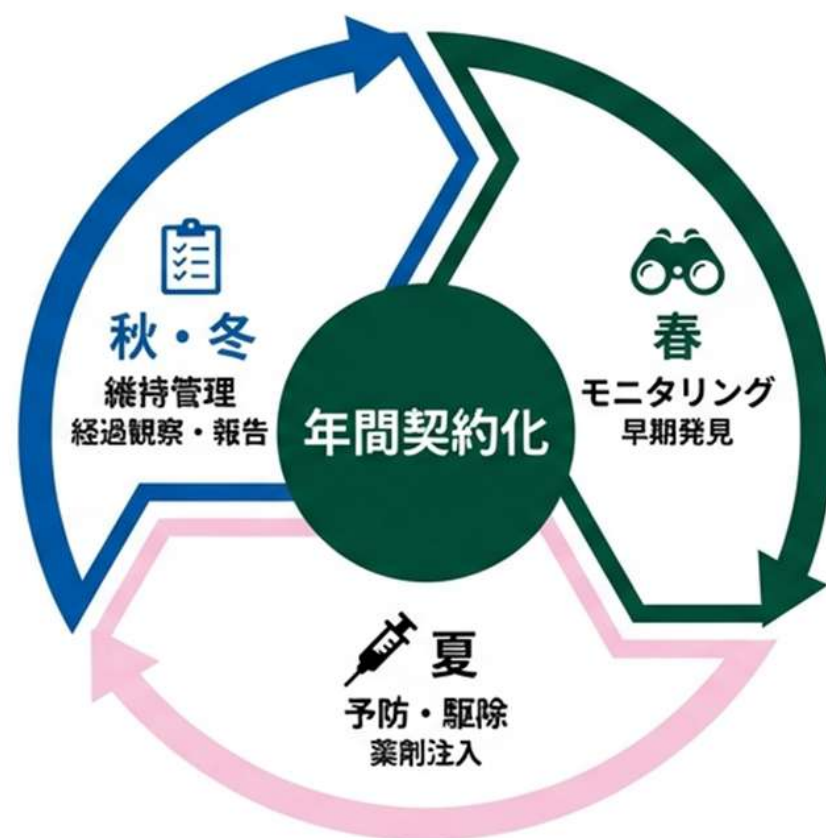 年間契約化
春
モニタリング
早期発見
夏
予防・駆除
薬剤注入
秋・冬
維持管理
経過観察・報告